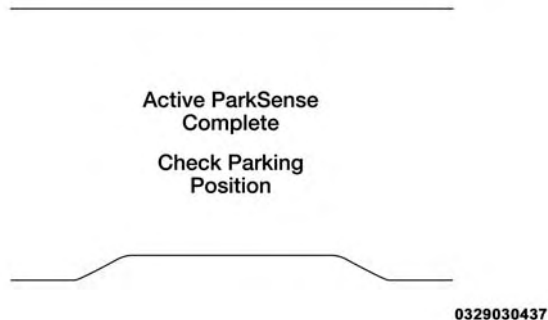 Active ParkSense
Complete
Check Parking
Position
0329030437